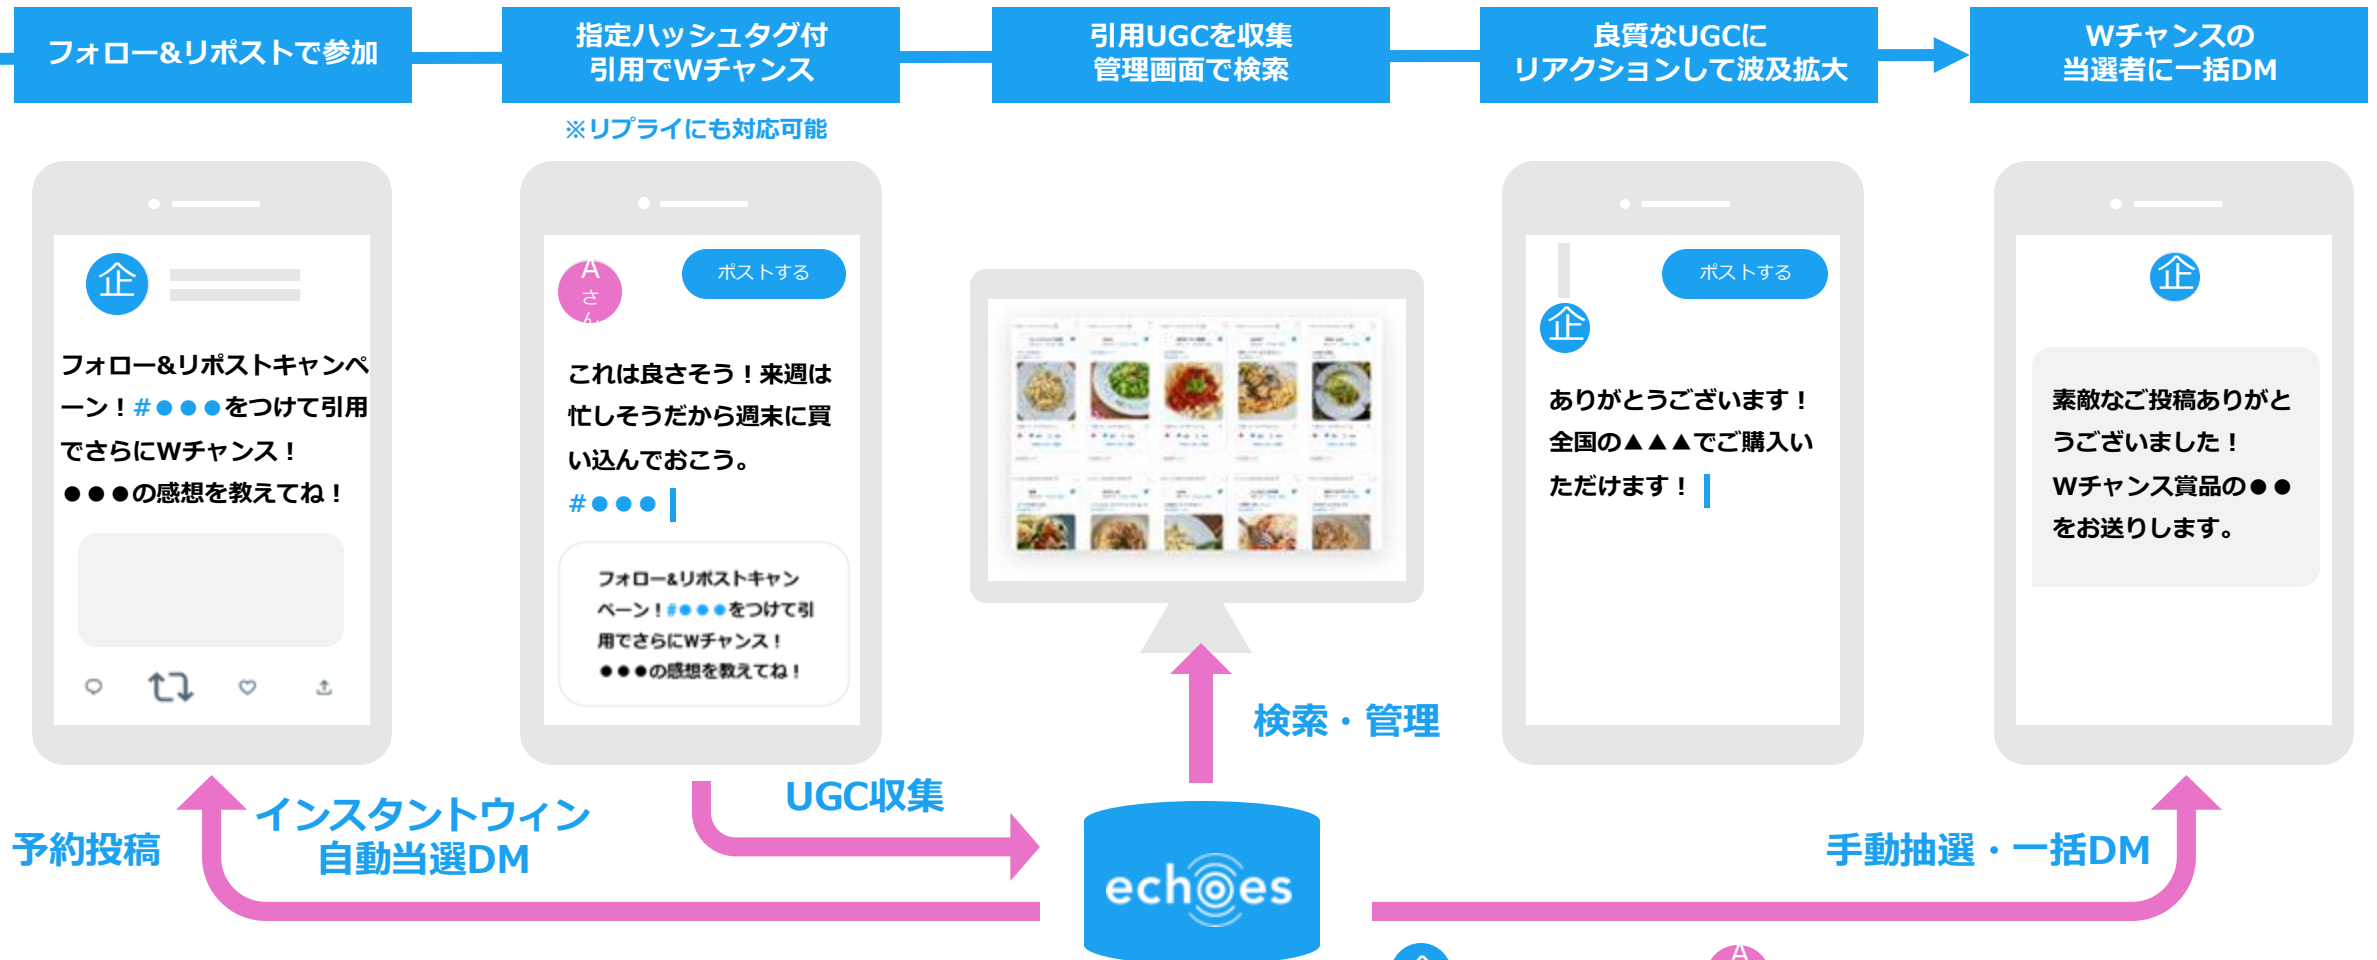 フォロー&リポストで参加
指定ハッシュタグ付
引用でWチャンス
引用UGCを収集
管理画面で検索
良質なUGCに
リアクションして波及拡大
Wチャンスの
当選者に一括DM
※リプライにも対応可能
企
フォロー&リポストキャンペ
ーン！#●●●をつけて引用
でさらにWチャンス！
●●●の感想を教えてね！
A
さ
ん
ポストする
これは良さそう！来週は
忙しそうだから週末に買
い込んでおこう。
#●●●
フォロー&リポストキャン
ペーン！#●●●をつけて引
用でさらにWチャンス！
●●●の感想を教えてね！
ポストする
企
ありがとうございます！
全国の▲▲▲でご購入い
ただけます！
企
素敵なご投稿ありがと
うございました！
Wチャンス賞品の●●
をお送りします。
検索・管理
UGC収集
インスタントウィン
自動当選DM
予約投稿
手動抽選・一括DM
echoes
A